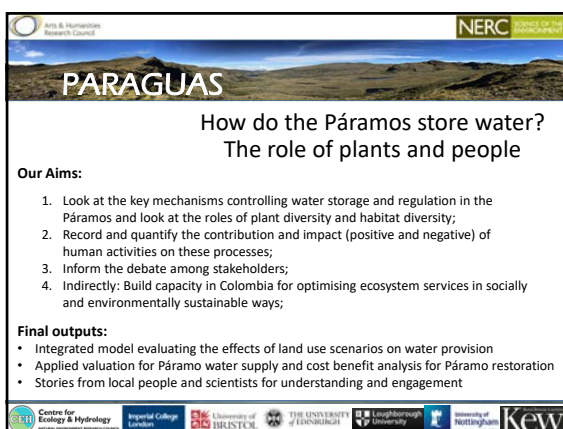 Arts & Humanities
Research Council
NERC SCIENCE OF THE
ENVIRONMENT
PARAGUAS
How do the Páramos store water?
The role of plants and people
Our Aims:
1. Look at the key mechanisms controlling water storage and regulation in the
Páramos and look at the roles of plant diversity and habitat diversity;
2. Record and quantify the contribution and impact (positive and negative) of
human activities on these processes;
3. Inform the debate among stakeholders;
4. Indirectly: Build capacity in Colombia for optimising ecosystem services in socially
and environmentally sustainable ways;
Final outputs:
• Integrated model evaluating the effects of land use scenarios on water provision
• Applied valuation for Páramo water supply and cost benefit analysis for Páramo restoration
• Stories from local people and scientists for understanding and engagement
CEH Centre for
Ecology & Hydrology
NATURAL ENVIRONMENT RESEARCH COUNCIL
Imperial College
London
University of
BRISTOL
THE UNIVERSITY
of EDINBURGH
Loughborough
University
University of
Nottingham
Kew